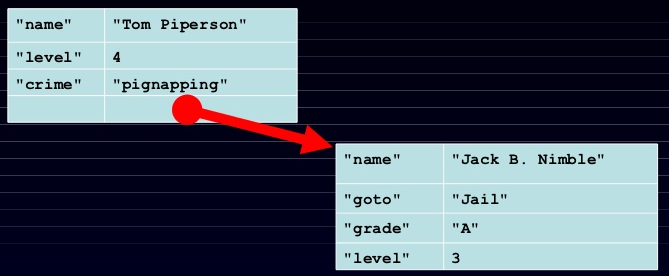 "name" "Tom Piperson"
"level" 4
"crime" "pignapping"
"name" "Jack B. Nimble"
"goto" "Jail"
"grade" "A"
"level" 3